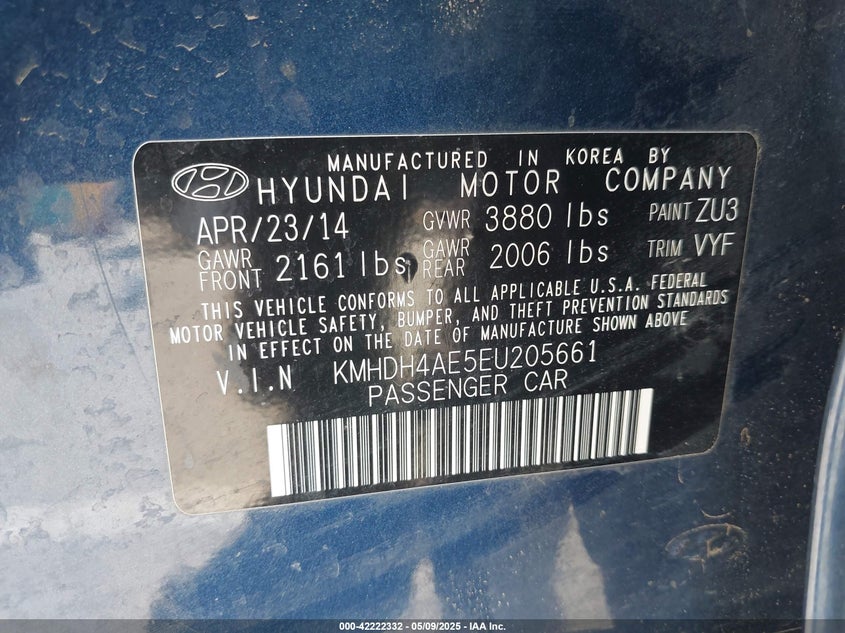 MANUFACTURED IN KOREA BY
HYUNDAI MOTOR COMPANY
APR/23/14 GVWR 3880 lbs PAINT ZU3
GAWR FRONT 2161 lbs GAWR REAR 2006 lbs TRIM VYF
THIS VEHICLE CONFORMS TO ALL APPLICABLE U.S.A. FEDERAL
MOTOR VEHICLE SAFETY, BUMPER, AND THEFT PREVENTION STANDARDS
IN EFFECT ON THE DATE OF MANUFACTURE SHOWN ABOVE
V.I.N KMHDH4AE5EU205661
PASSENGER CAR
000-42222332 - 05/09/2025 - IAA Inc.